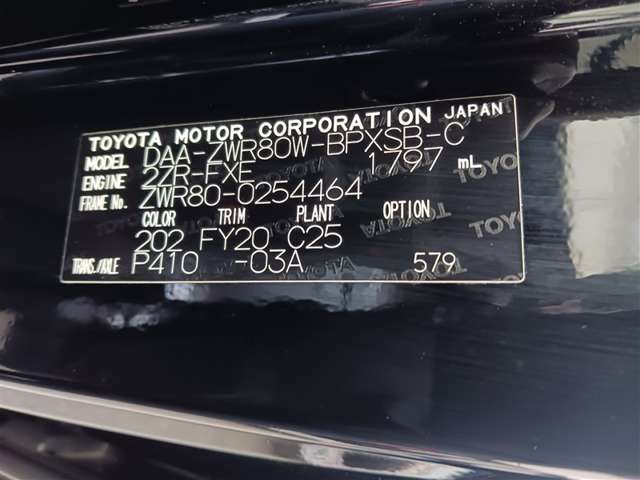 TOYOTA MOTOR CORPORATION JAPAN
MODEL DAA-ZWR80W-BPXSB-C
ENGINE 2ZR-FXE 1797 mL
FRAME No. ZWR80-0254464
COLOR TRIM PLANT OPTION
202 FY20 C25
TRANS./AXLE P410 -03A 579